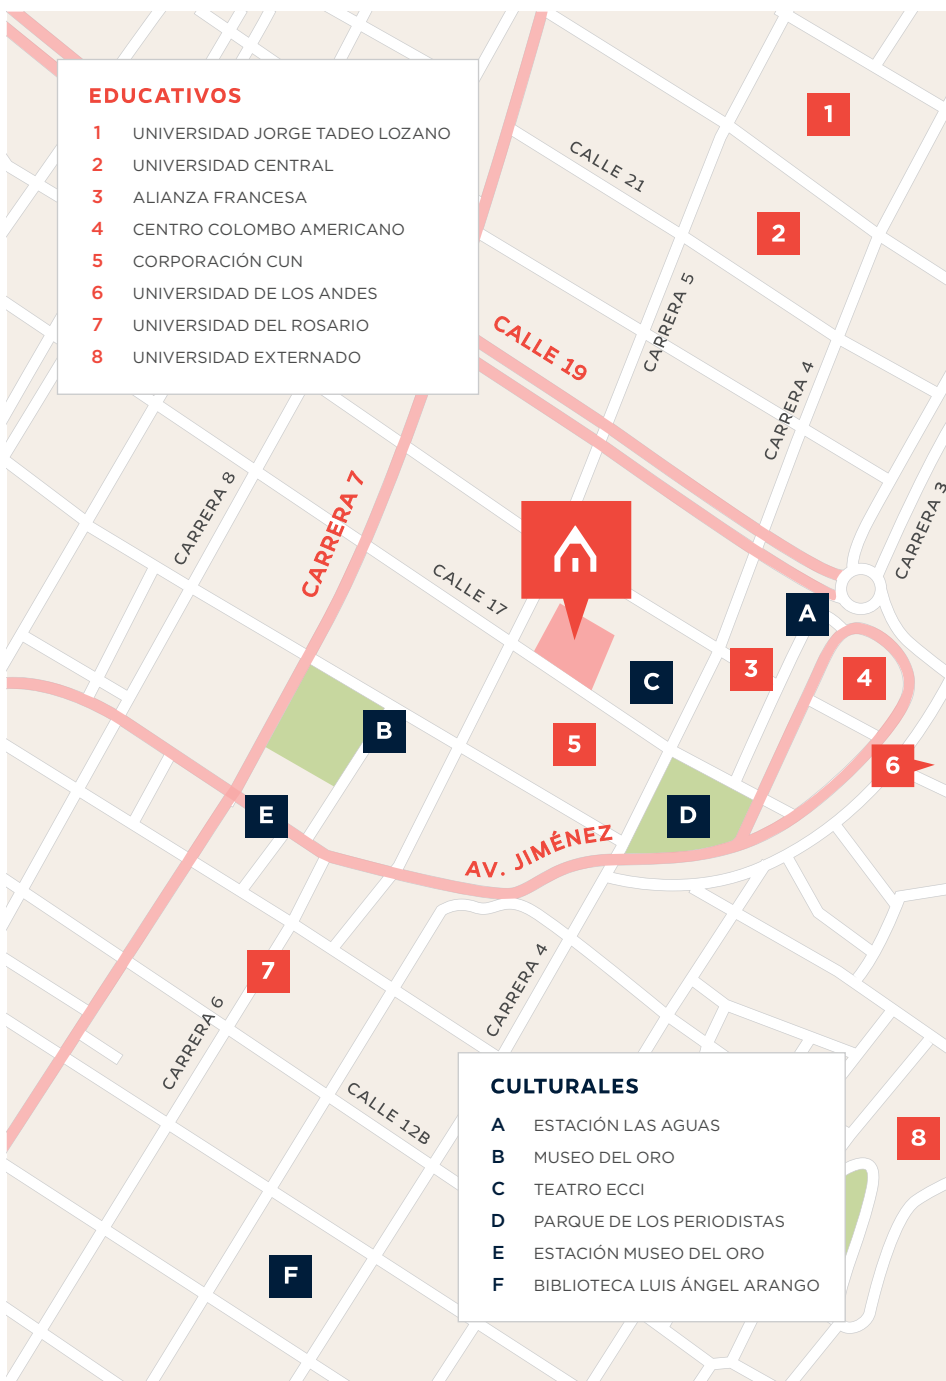 EDUCATIVOS
1 UNIVERSIDAD JORGE TADEO LOZANO
2 UNIVERSIDAD CENTRAL
3 ALIANZA FRANCESA
4 CENTRO COLOMBO AMERICANO
5 CORPORACIÓN CUN
6 UNIVERSIDAD DE LOS ANDES
7 UNIVERSIDAD DEL ROSARIO
8 UNIVERSIDAD EXTERNADO
1
CALLE 21
2
CARRERA 5
CALLE 19
CARRERA 4
CARRERA 8
CARRERA 7
CARRERA 3
CALLE 17
A
3
4
C
B
5
6
E
D
AV. JIMÉNEZ
7
CARRERA 4
CARRERA 6
CALLE 12B
8
F
CULTURALES
A ESTACIÓN LAS AGUAS
B MUSEO DEL ORO
C TEATRO ECCI
D PARQUE DE LOS PERIODISTAS
E ESTACIÓN MUSEO DEL ORO
F BIBLIOTECA LUIS ÁNGEL ARANGO